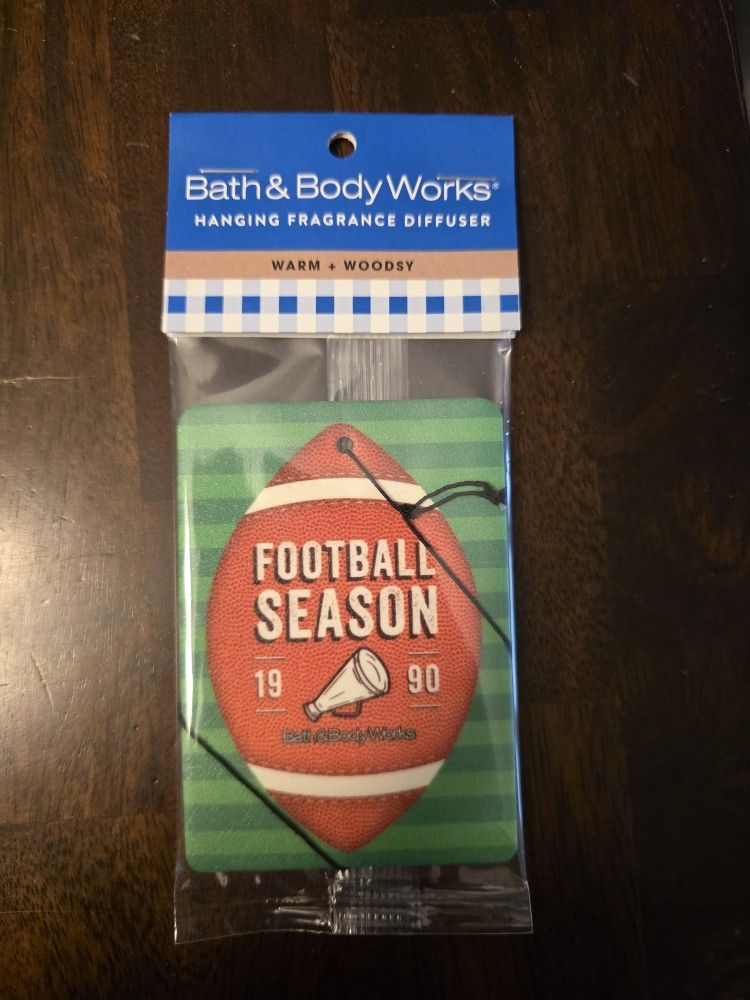 Bath & Body Works®
HANGING FRAGRANCE DIFFUSER
WARM + WOODSY
FOOTBALL
SEASON
19 90
Bath & Body Works